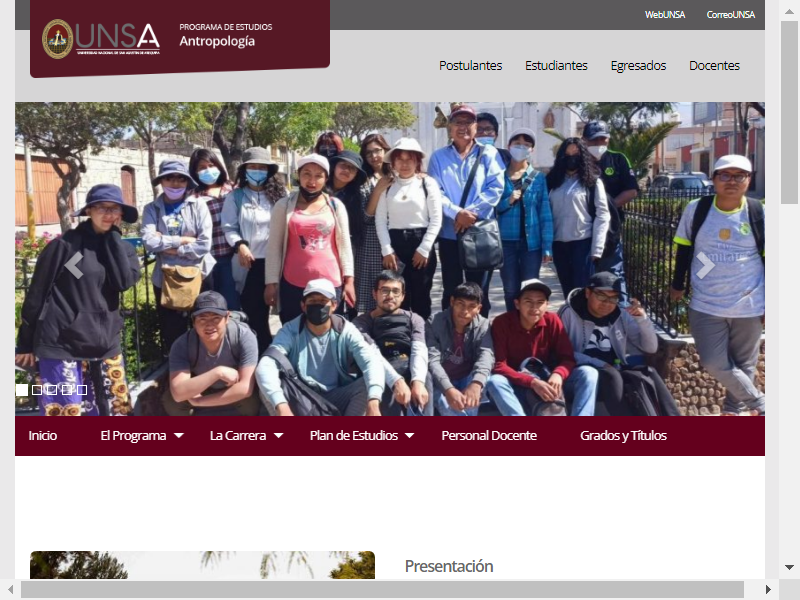 WebUNSA CorreoUNSA
UNSA
UNIVERSIDAD NACIONAL DE SAN AGUSTÍN DE AREQUIPA
PROGRAMA DE ESTUDIOS
Antropología
Postulantes Estudiantes Egresados Docentes
Inicio El Programa La Carrera Plan de Estudios Personal Docente Grados y Títulos
Presentación